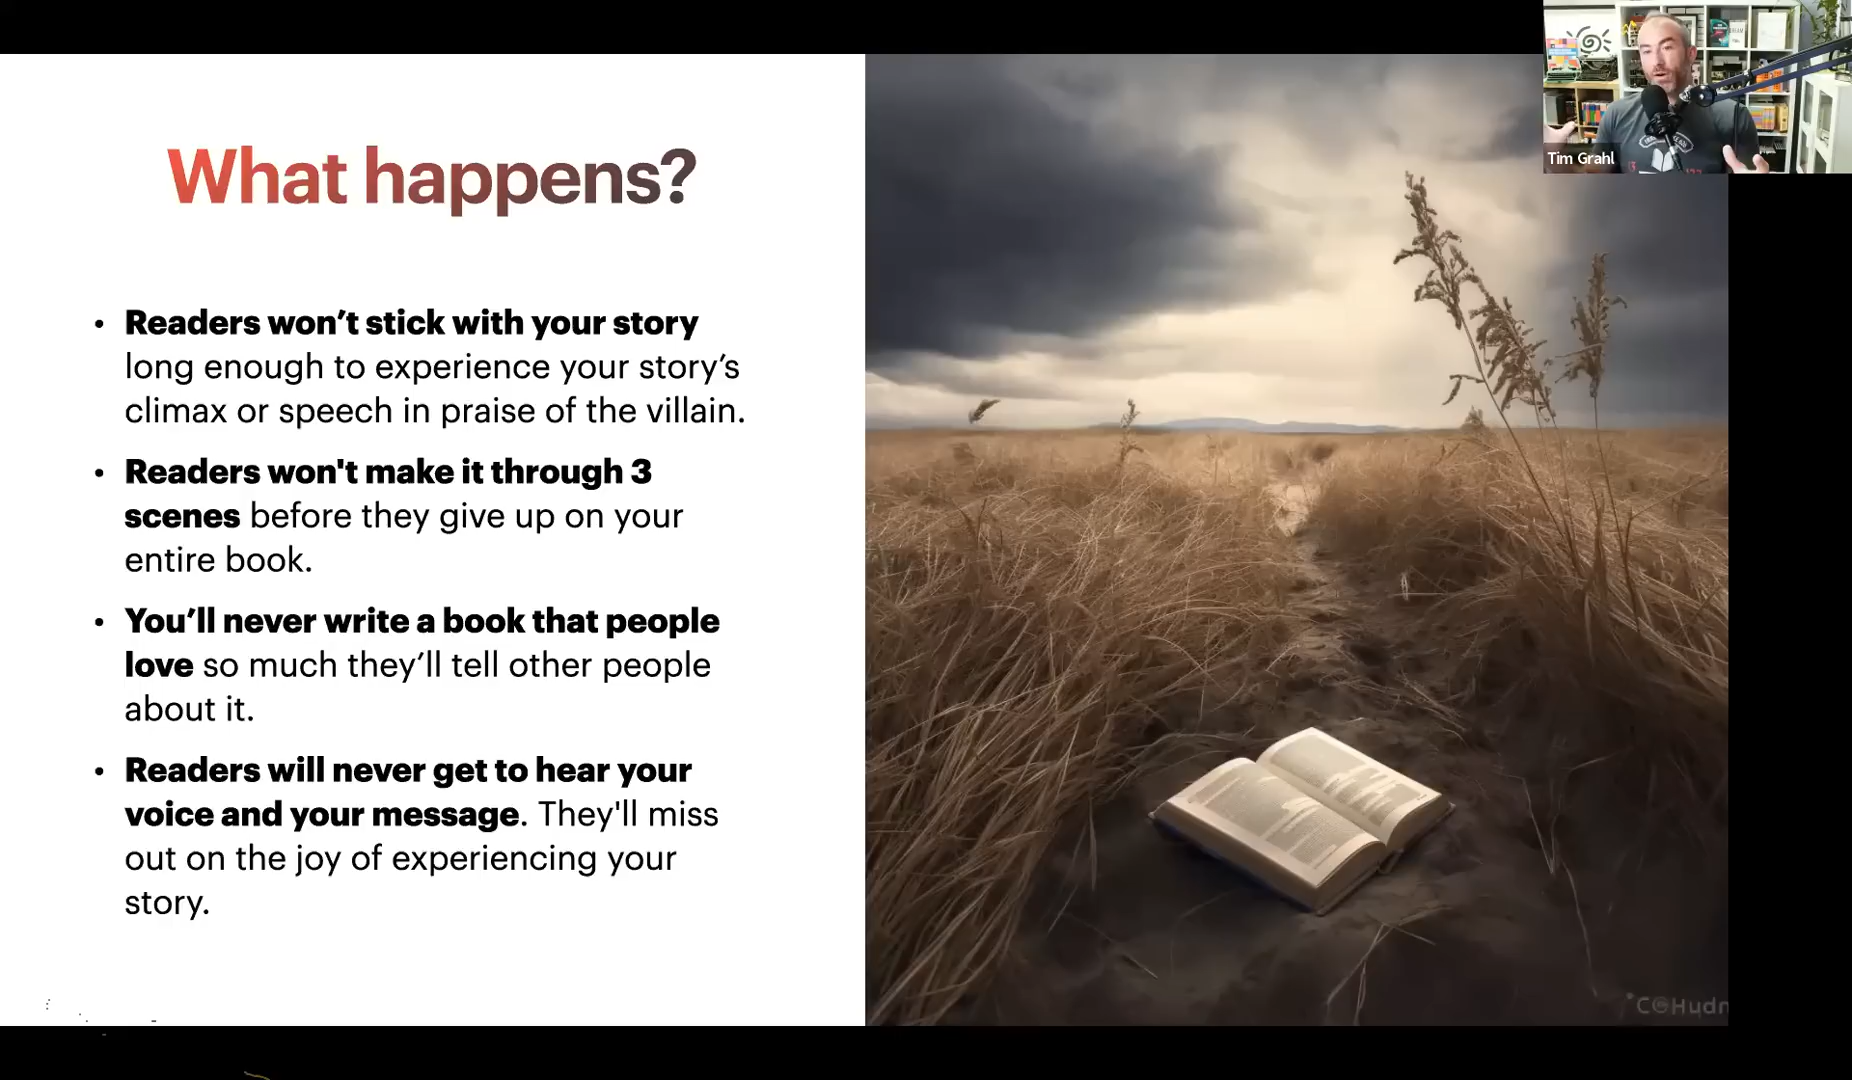 What happens?
• Readers won’t stick with your story
long enough to experience your story’s
climax or speech in praise of the villain.
• Readers won't make it through 3
scenes before they give up on your
entire book.
• You’ll never write a book that people
love so much they’ll tell other people
about it.
• Readers will never get to hear your
voice and your message. They'll miss
out on the joy of experiencing your
story.
Tim Grahl